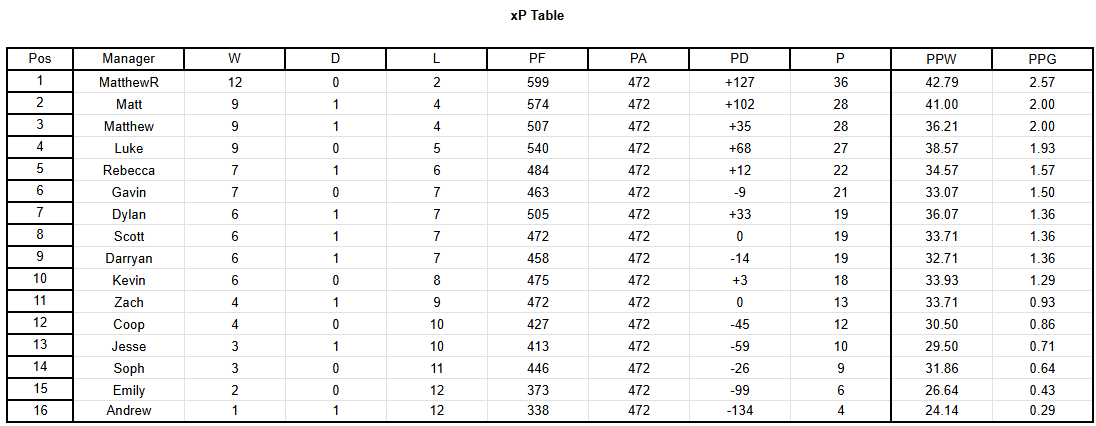 xP Table
Pos Manager W D L PF PA PD P PPW PPG
1 MatthewR 12 0 2 599 472 +127 36 42.79 2.57
2 Matt 9 1 4 574 472 +102 28 41.00 2.00
3 Matthew 9 1 4 507 472 +35 28 36.21 2.00
4 Luke 9 0 5 540 472 +68 27 38.57 1.93
5 Rebecca 7 1 6 484 472 +12 22 34.57 1.57
6 Gavin 7 0 7 463 472 -9 21 33.07 1.50
7 Dylan 6 1 7 505 472 +33 19 36.07 1.36
8 Scott 6 1 7 472 472 0 19 33.71 1.36
9 Darryan 6 1 7 458 472 -14 19 32.71 1.36
10 Kevin 6 0 8 475 472 +3 18 33.93 1.29
11 Zach 4 1 9 472 472 0 13 33.71 0.93
12 Coop 4 0 10 427 472 -45 12 30.50 0.86
13 Jesse 3 1 10 413 472 -59 10 29.50 0.71
14 Soph 3 0 11 446 472 -26 9 31.86 0.64
15 Emily 2 0 12 373 472 -99 6 26.64 0.43
16 Andrew 1 1 12 338 472 -134 4 24.14 0.29